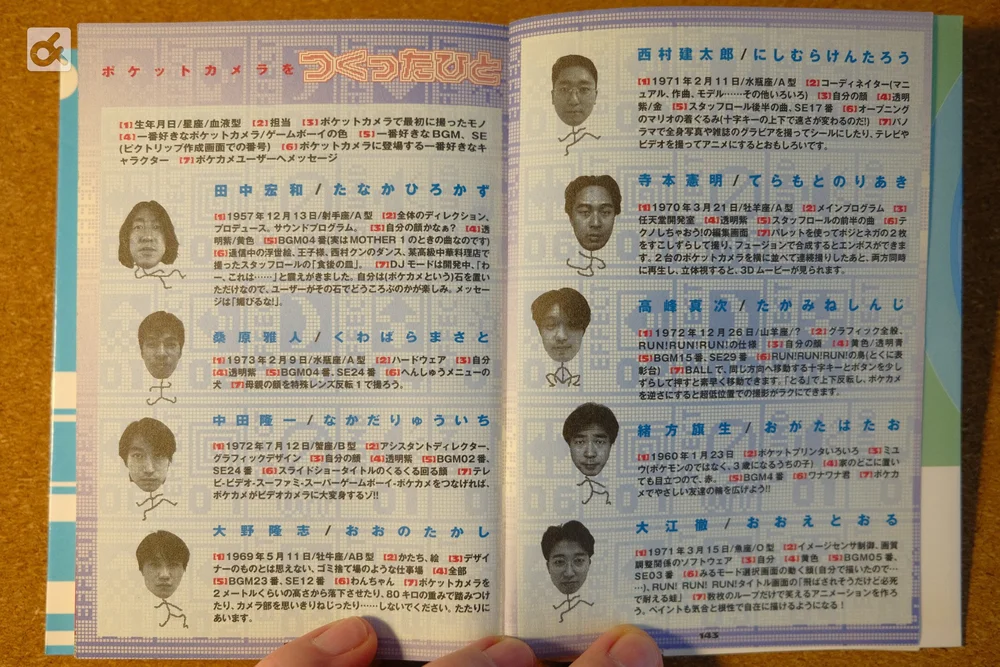 ポケットカメラを つくったひと
[1]生年月日/星座/血液型 [2]担当 [3]ポケットカメラで最初に撮ったモノ
[4]一番好きなポケットカメラ/ゲームボーイの色 [5]一番好きなBGM、SE
(ピクトリップ作成画面での番号) [6]ポケットカメラに登場する一番好きなキ
ャラクター [7]ポケカメユーザーへメッセージ
田中宏和/たなかひろかず
[1]1957年12月13日/射手座/A型 [2]全体のディレクション、
プロデュース、サウンドプログラム。 [3]自分の顔かなぁ? [4]透
明紫/黄色 [5]BGM04番(実はMOTHER 1のときの曲なのです)
[6]通信中の浮世絵、王子様、西村クンのダンス、某高級中華料理店で
撮ったスタッフロールの「食後の皿」。 [7]DJモードは開発中、「わ
ー、これは……」と震えがきました。自分は(ポケカメという)石を置い
ただけなので、ユーザーがその石でどうころぶのかが楽しみ。メッセー
ジは「媚びるな!」。
桑原雅人/くわばらまさと
[1]1973年2月9日/水瓶座/A型 [2]ハードウェア [3]自分
[4]透明紫 [5]BGM04番、SE24番 [6]へんしゅうメニューの
犬 [7]母親の顔を特殊レンズ反転1で撮ろう。
中田隆一/なかだりゅういち
[1]1972年7月12日/蟹座/B型 [2]アシスタントディレクター、
グラフィックデザイン [3]自分の顔 [4]透明紫 [5]BGM02番、
SE24番 [6]スライドショータイトルのくるくる回る顔 [7]テレ
ビ・ビデオ・スーファミ・スーパーゲームボーイ・ポケカメをつなければ、
ポケカメがビデオカメラに大変身するゾ!!
大野隆志/おおのたかし
[1]1969年5月11日/牡牛座/AB型 [2]かたち、絵 [3]デザイ
ナーのものとは思えない、ゴミ捨て場のような仕事場 [4]全部
[5]BGM23番、SE12番 [6]わんちゃん [7]ポケットカメラを
2メートルくらいの高さから落下させたり、80キロの重みで踏みつけ
たり、カメラ部を思いきりねじったり……しないでください、たたりに
あいます。
西村建太郎/にしむらけんたろう
[1]1971年2月11日/水瓶座/A型 [2]コーディネイター(マニ
ュアル、作曲、モデル……その他いろいろ) [3]自分の顔 [4]透明
紫/金 [5]スタッフロール後半の曲、SE17番 [6]オープニング
のマリオの着ぐるみ(十字キーの上下で速さが変わるのだ!) [7]パノ
ラマで全身写真や雑誌のグラビアを撮ってシールにしたり、テレビや
ビデオを撮ってアニメにするとおもしろいです。
寺本憲明/てらもとのりあき
[1]1970年3月21日/牡羊座/A型 [2]メインプログラム [3]
任天堂開発室 [4]透明紫 [5]スタッフロールの前半の曲 [6]テ
クノしちゃおう!の編集画面 [7]パレットを使ってポジとネガの2枚
をすこしずらして撮り、フュージョンで合成するとエンボスができま
す。2台のポケカメを横に並べて連続撮りしたあと、両方同時
に再生し、立体視すると、3Dムービーが見られます。
高峰真次/たかみねしんじ
[1]1972年12月26日/山羊座/? [2]グラフィック全般、
RUN!RUN!RUN!の仕様 [3]自分の顔 [4]黄色/透明青
[5]BGM15番、SE29番 [6]RUN!RUN!RUN!の鳥(とくに表
彰台) [7]BALLで、同じ方向へ移動する十字キーとボタンを少し
ずらして押すと素早く移動できます。「とる」で上下反転し、ポケカメ
を逆さにすると超低位置での撮影がラクにできます。
緒方旗生/おがたはたお
[1]1960年1月23日 [2]ポケットプリンタいろいろ [3]ミユ
ウ(ポケモンのではなく、3歳になるうちの子) [4]家のどこに置い
ても目立つので、赤。 [5]BGM4番 [6]ワナワナ君 [7]ポケカ
メでやさしい友達の輪を広げよう!!
大江徹/おおえとおる
[1]1971年3月15日/魚座/O型 [2]イメージセンサ制御、画質
調整関係のソフトウェア [3]自分 [4]黄色 [5]BGM05番、
SE03番 [6]みるモード選択画面の動く顔(自分で描いたので……
…)、RUN! RUN! RUN!タイトル画面の「飛ばされそうだけど必死
で耐える蛙」 [7]数枚のループだけで笑えるアニメーションを作ろ
う。ペイントも気合と根性で自在に描けるようになる!
143